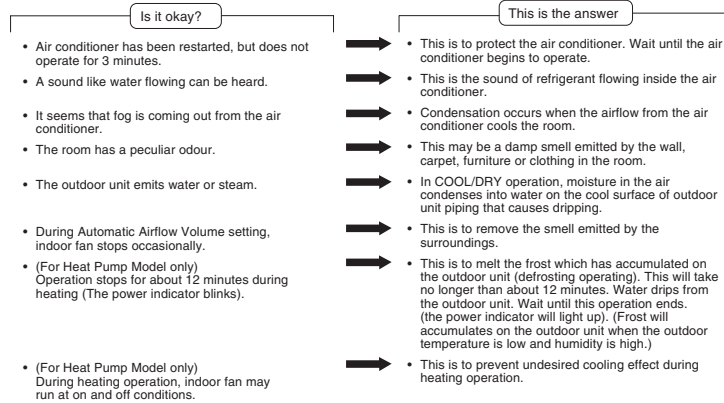 Is it okay?
This is the answer
• Air conditioner has been restarted, but does not
operate for 3 minutes.
• This is to protect the air conditioner. Wait until the air
conditioner begins to operate.
• A sound like water flowing can be heard.
• This is the sound of refrigerant flowing inside the air
conditioner.
• It seems that fog is coming out from the air
conditioner.
• Condensation occurs when the airflow from the air
conditioner cools the room.
• The room has a peculiar odour.
• This may be a damp smell emitted by the wall,
carpet, furniture or clothing in the room.
• The outdoor unit emits water or steam.
• In COOL/DRY operation, moisture in the air
condenses into water on the cool surface of outdoor
unit piping that causes dripping.
• During Automatic Airflow Volume setting,
indoor fan stops occasionally.
• This is to remove the smell emitted by the
surroundings.
• (For Heat Pump Model only)
Operation stops for about 12 minutes during
heating (The power indicator blinks).
• This is to melt the frost which has accumulated on
the outdoor unit (defrosting operating). This will take
no longer than about 12 minutes. Water drips from
the outdoor unit. Wait until this operation ends.
(the power indicator will light up). (Frost will
accumulates on the outdoor unit when the outdoor
temperature is low and humidity is high.)
• (For Heat Pump Model only)
During heating operation, indoor fan may
run at on and off conditions.
• This is to prevent undesired cooling effect during
heating operation.